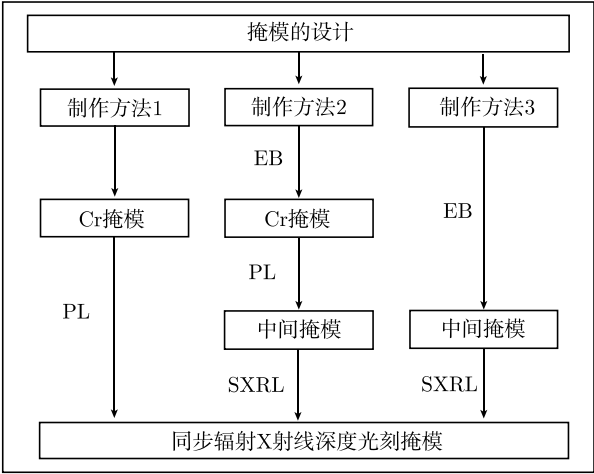 掩模的设计
制作方法1
制作方法2
制作方法3
EB
Cr掩模
Cr掩模
EB
PL
PL
中间掩模
中间掩模
SXRL
SXRL
同步辐射X射线深度光刻掩模